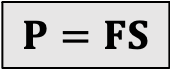 P = FS